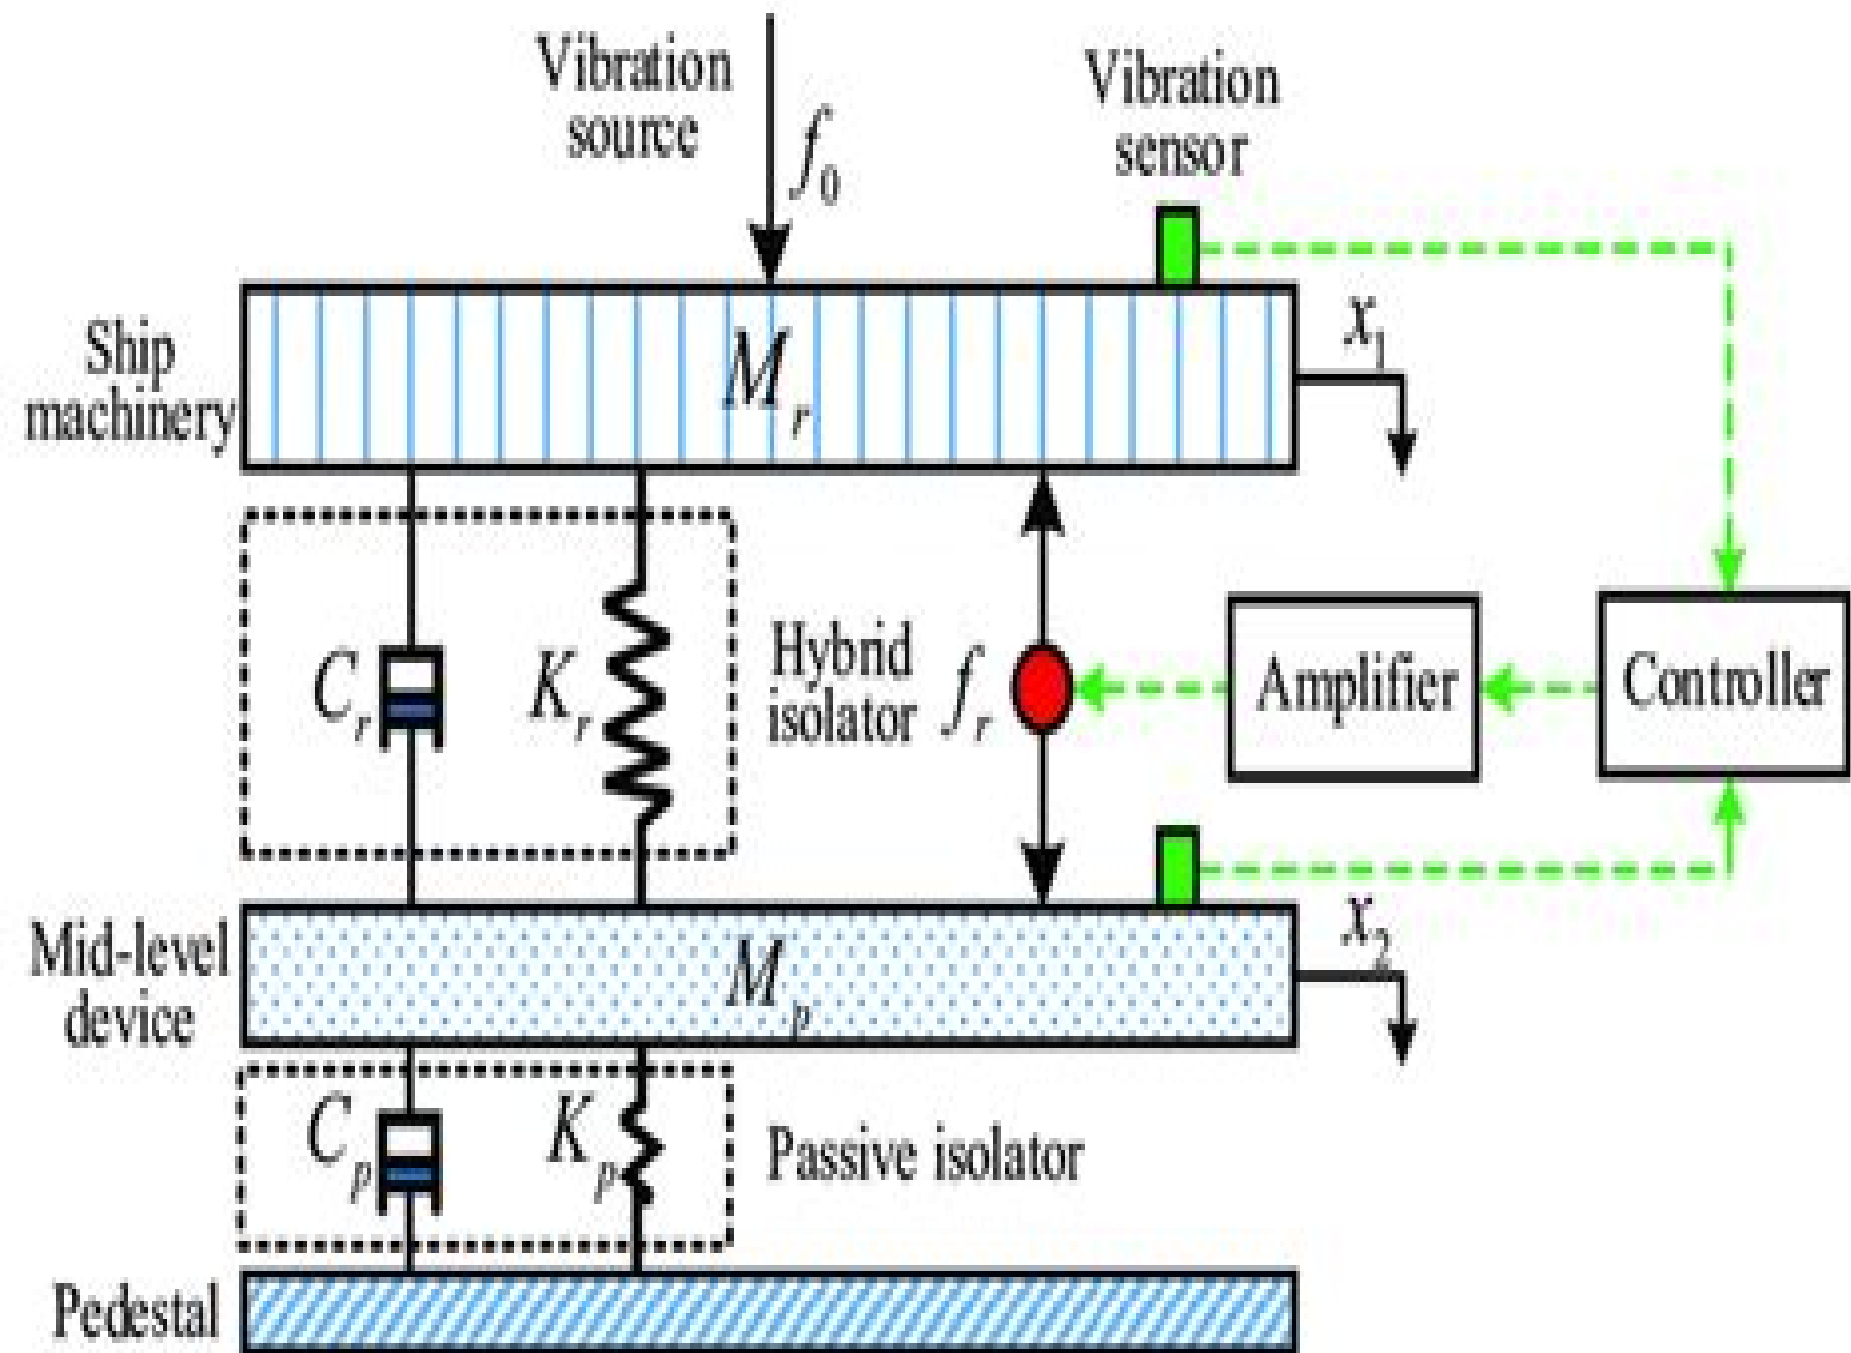 Vibration
source
f0
Vibration
sensor
Ship
machinery
Mr
x1
Cr
Kr
Hybrid
isolator
fr
Amplifier
Controller
Mid-level
device
Mp
x2
Cp
Kp
Passive isolator
Pedestal